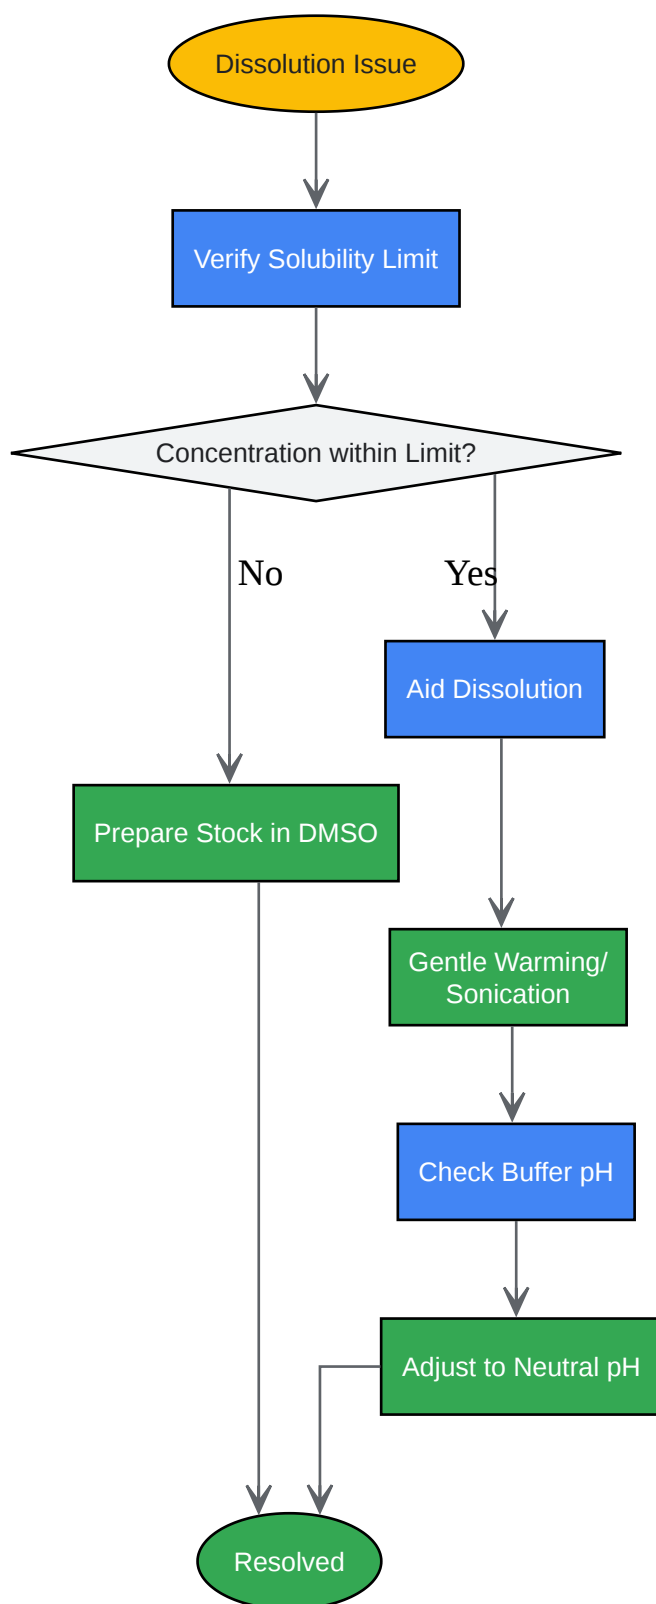 Dissolution Issue
Verify Solubility Limit
Concentration within Limit?
No
Yes
Aid Dissolution
Prepare Stock in DMSO
Gentle Warming/
Sonication
Check Buffer pH
Adjust to Neutral pH
Resolved